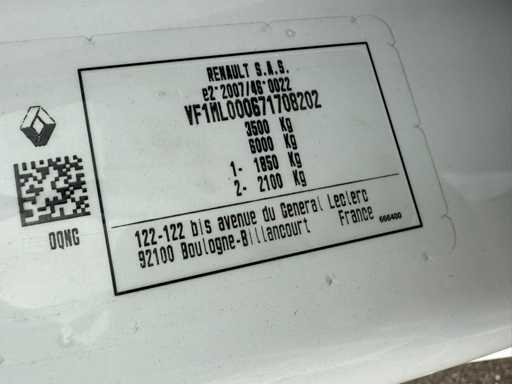 RENAULT S.A.S.
e2*2007/46*0022
VF1ML000671708202
3500 Kg
6000 Kg
1- 1850 Kg
2- 2100 Kg
122-122 bis avenue du General Leclerc
92100 Boulogne-Billancourt France 666400
OQNG